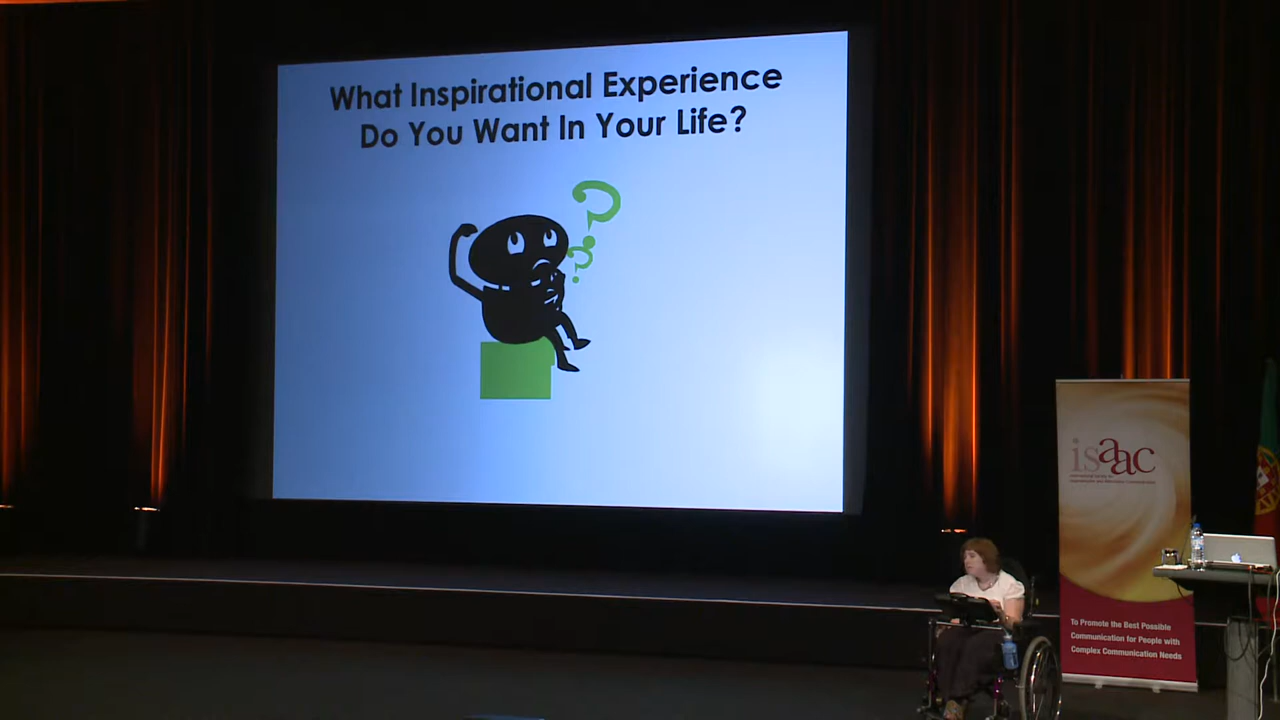 What Inspirational Experience
Do You Want In Your Life?
isaac
To Promote the Best Possible
Communication for People with
Complex Communication Needs